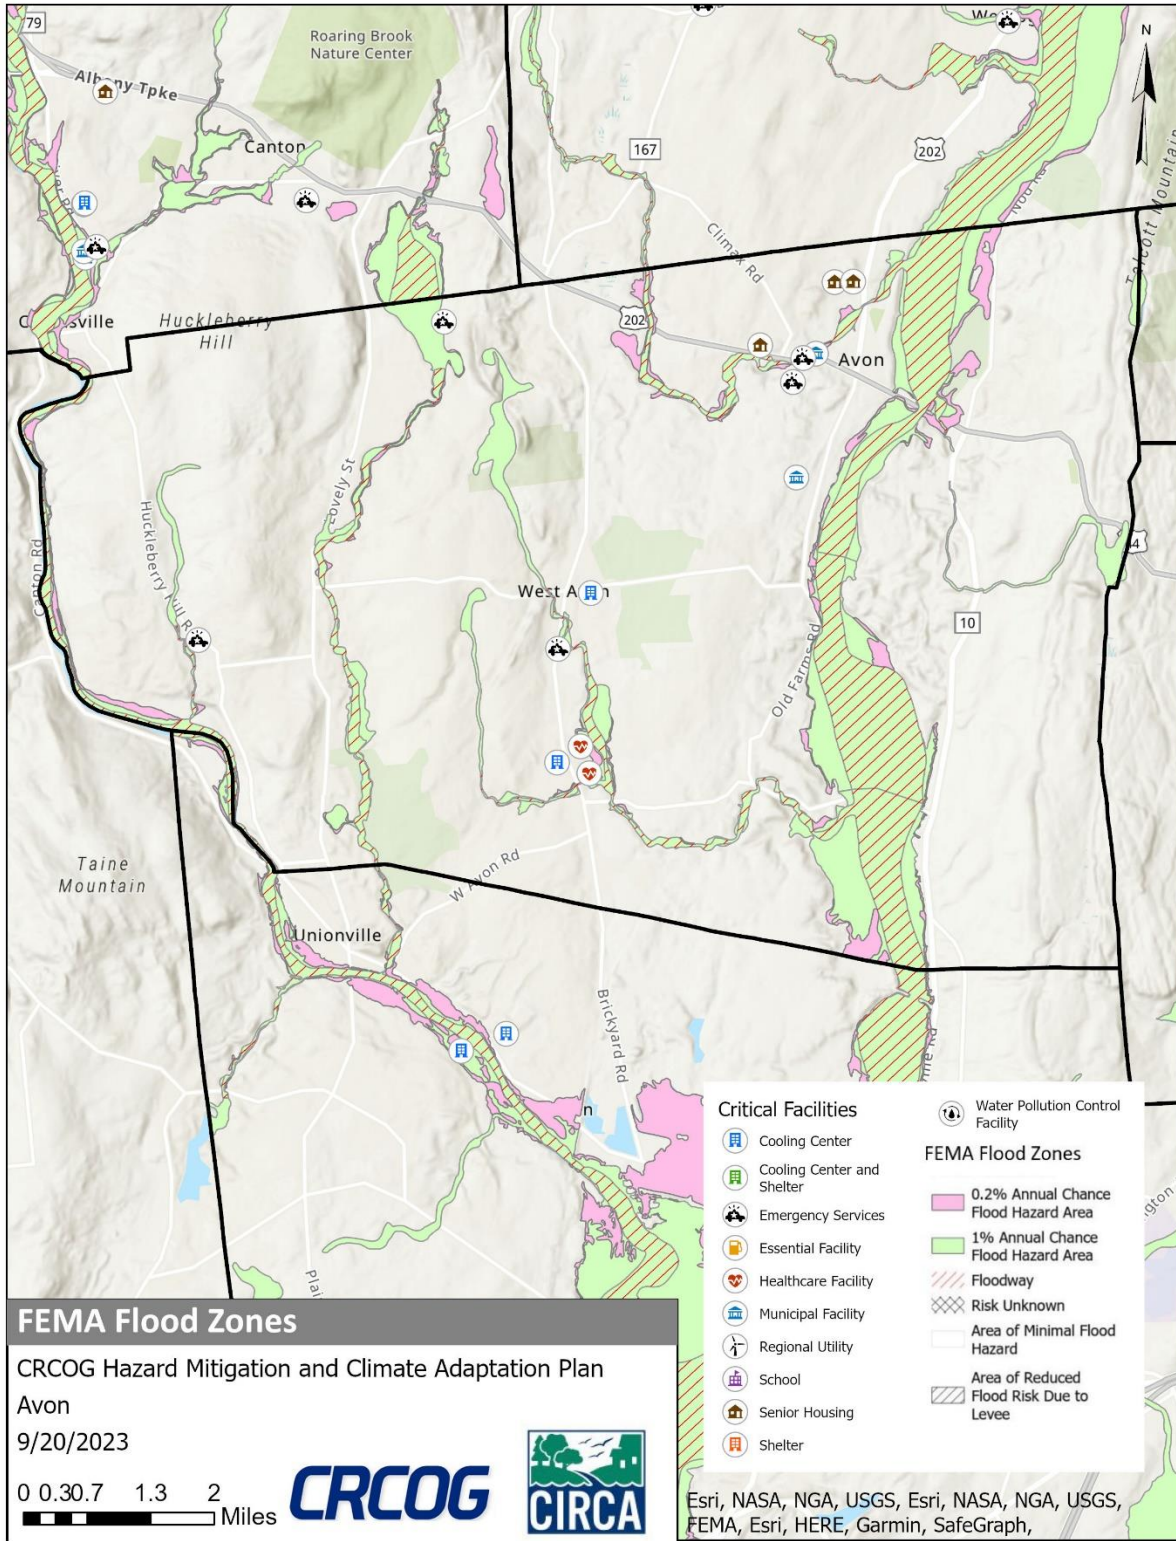 79
Roaring Brook
Nature Center
Albany Tpke
Canton
167
202
Climax Rd
Nod Rd
Talcott Mountain
Huckleberry
Hill
202
Avon
Lovely St
Huckleberry Hill R
Canton Rd
West A n
Old Farms Rd
10
Taine
Mountain
W Avon Rd
Unionville
Brickyard Rd
Critical Facilities
Cooling Center
Cooling Center and
Shelter
Emergency Services
Essential Facility
Healthcare Facility
Municipal Facility
Regional Utility
School
Senior Housing
Shelter
Water Pollution Control
Facility
FEMA Flood Zones
0.2% Annual Chance
Flood Hazard Area
1% Annual Chance
Flood Hazard Area
Floodway
Risk Unknown
Area of Minimal Flood
Hazard
Area of Reduced
Flood Risk Due to
Levee
N
FEMA Flood Zones
CRCOG Hazard Mitigation and Climate Adaptation Plan
Avon
9/20/2023
0 0.30.7 1.3 2
Miles
CRCOG
CIRCA
Esri, NASA, NGA, USGS, Esri, NASA, NGA, USGS,
FEMA, Esri, HERE, Garmin, SafeGraph,